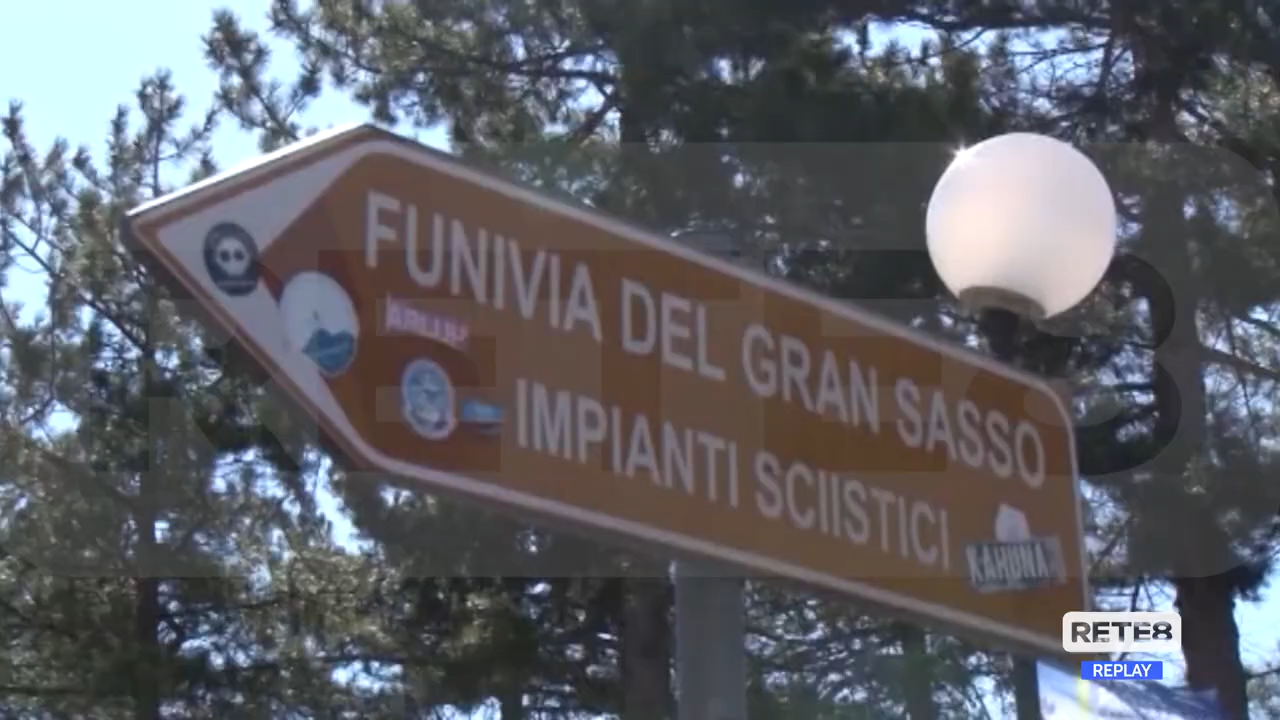 FUNIVIA DEL GRAN SASSO
IMPIANTI SCIISTICI
KAHUNA
RETE8
REPLAY